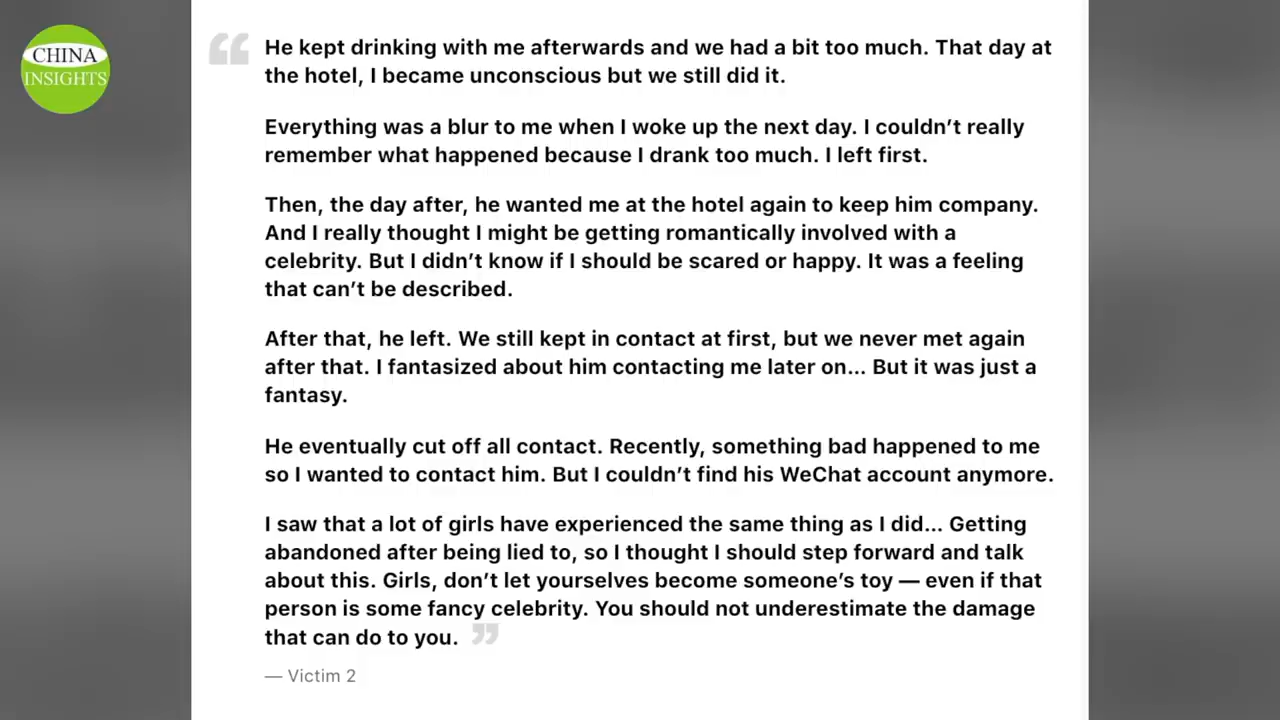 CHINA
INSIGHTS
“
He kept drinking with me afterwards and we had a bit too much. That day at
the hotel, I became unconscious but we still did it.
Everything was a blur to me when I woke up the next day. I couldn’t really
remember what happened because I drank too much. I left first.
Then, the day after, he wanted me at the hotel again to keep him company.
And I really thought I might be getting romantically involved with a
celebrity. But I didn’t know if I should be scared or happy. It was a feeling
that can’t be described.
After that, he left. We still kept in contact at first, but we never met again
after that. I fantasized about him contacting me later on... But it was just a
fantasy.
He eventually cut off all contact. Recently, something bad happened to me
so I wanted to contact him. But I couldn’t find his WeChat account anymore.
I saw that a lot of girls have experienced the same thing as I did... Getting
abandoned after being lied to, so I thought I should step forward and talk
about this. Girls, don’t let yourselves become someone’s toy — even if that
person is some fancy celebrity. You should not underestimate the damage
that can do to you. ”
— Victim 2